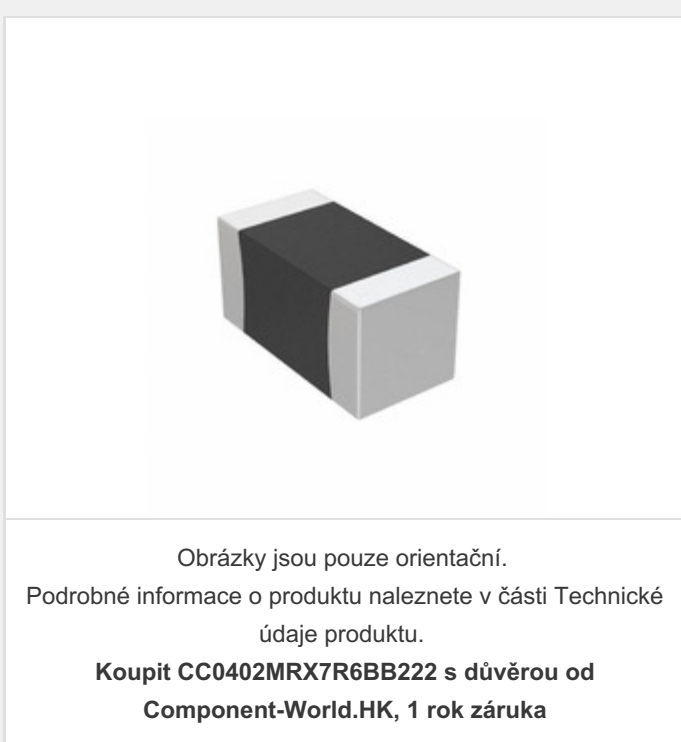 Obrázky jsou pouze orientační.
Podrobné informace o produktu naleznete v části Technické
údaje produktu.
Koupit CC0402MRX7R6BB222 s důvěrou od
Component-World.HK, 1 rok záruka